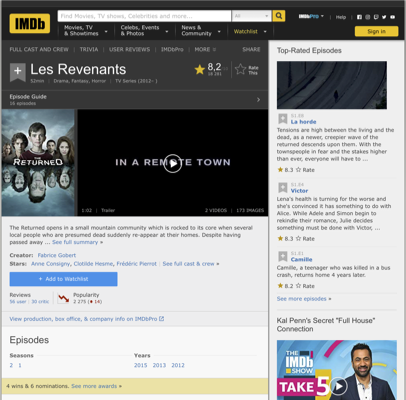 IMDb
Find Movies, TV shows, Celebrities and more...
All
IMDbPro
Help
Movies, TV & Showtimes
Celebs, Events & Photos
News & Community
Watchlist
Sign in
FULL CAST AND CREW | TRIVIA | USER REVIEWS | IMDbPro | MORE
SHARE
Les Revenants
8,2
Rate This
52min | Drama, Fantasy, Horror | TV Series (2012– )
Episode Guide
16 episodes
THE RETURNED
IN A REMOTE TOWN
1:02 | Trailer
2 VIDEOS | 173 IMAGES
The Returned opens in a small mountain community which is rocked to its core when several
local people who are presumed dead suddenly re-appear at their homes. Despite having
passed away ... See full summary »
Creator: Fabrice Gobert
Stars: Anne Consigny, Clotilde Hesme, Frédéric Pierrot | See full cast & crew »
+ Add to Watchlist
Reviews
56 user | 30 critic
Popularity
2 275 (♦ 14)
View production, box office, & company info on IMDbPro
Episodes
Seasons
2 1
Years
2015 2013 2012
4 wins & 6 nominations. See more awards »
Top-Rated Episodes
La horde
Tensions are high between the living and
the dead, as a newer, creepier wave of the
returned descends upon them. With the
townspeople in fear and the stakes higher
than ever, everyone will have to ...
8.3 Rate
Victor
Lena's health is turning for the worse and
she's convinced it has something to do with
Alice. While Adele and Simon begin to
rekindle their romance, Julie decides
something must be done with Victor, ...
8.3 Rate
S1.E1
Camille
Camille, a teenager who was killed in a bus
crash, returns home 4 years later.
8.2 Rate
See more episodes »
Kal Penn's Secret "Full House"
Connection
THE IMDb SHOW
TAKE 5